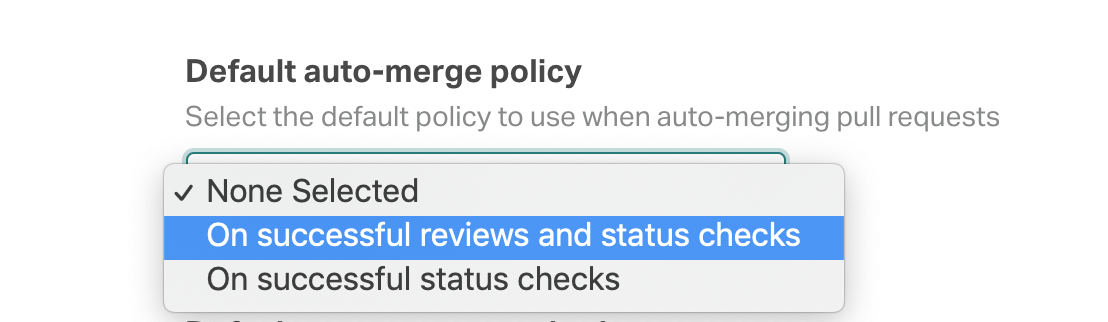 Default auto-merge policy
Select the default policy to use when auto-merging pull requests
None Selected
On successful reviews and status checks
On successful status checks